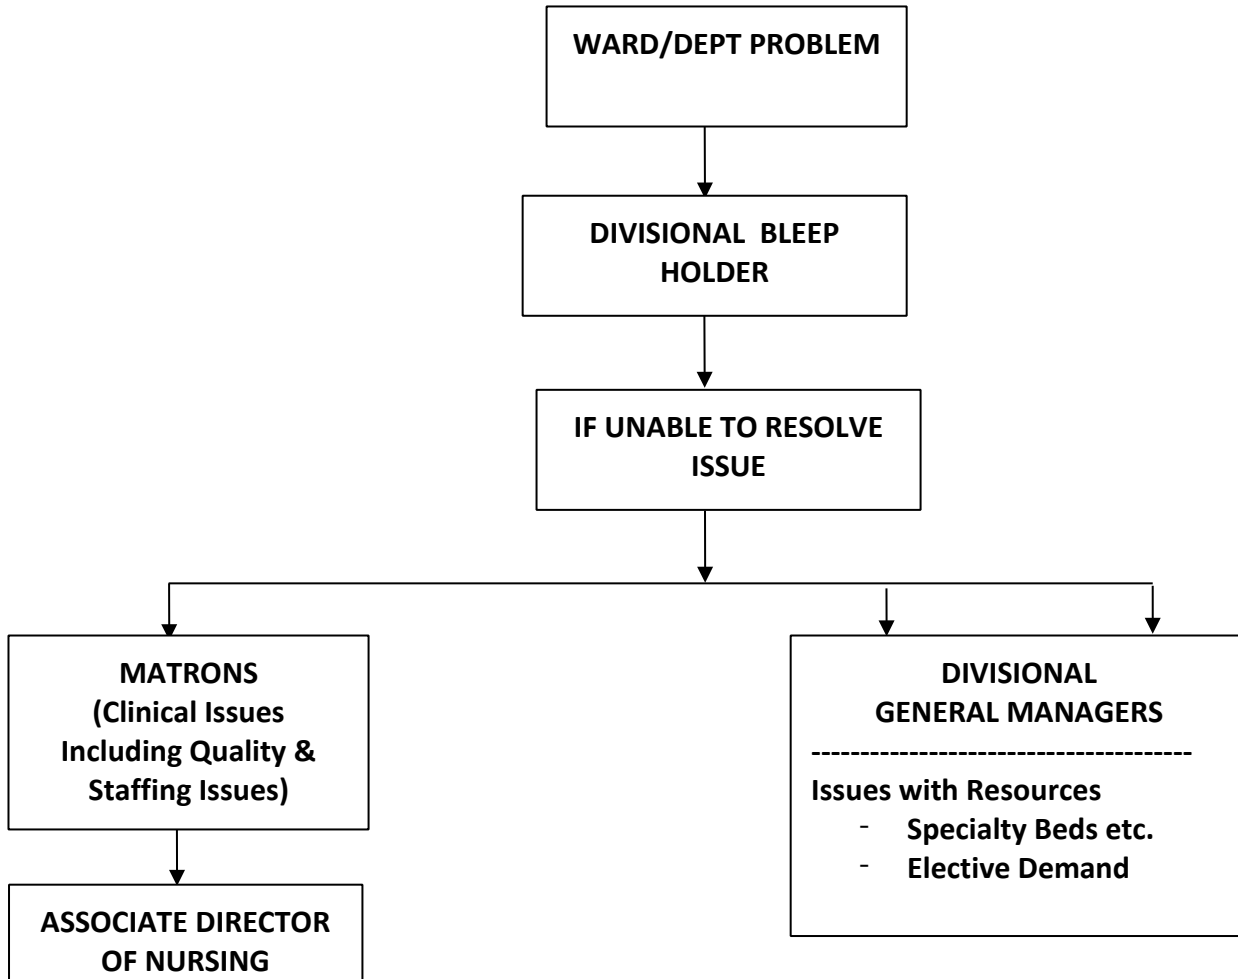 WARD/DEPT PROBLEM
DIVISIONAL BLEEP
HOLDER
IF UNABLE TO RESOLVE
ISSUE
MATRONS
(Clinical Issues
Including Quality &
Staffing Issues)
DIVISIONAL
GENERAL MANAGERS
---------------------------------------
Issues with Resources
- Specialty Beds etc.
- Elective Demand
ASSOCIATE DIRECTOR
OF NURSING